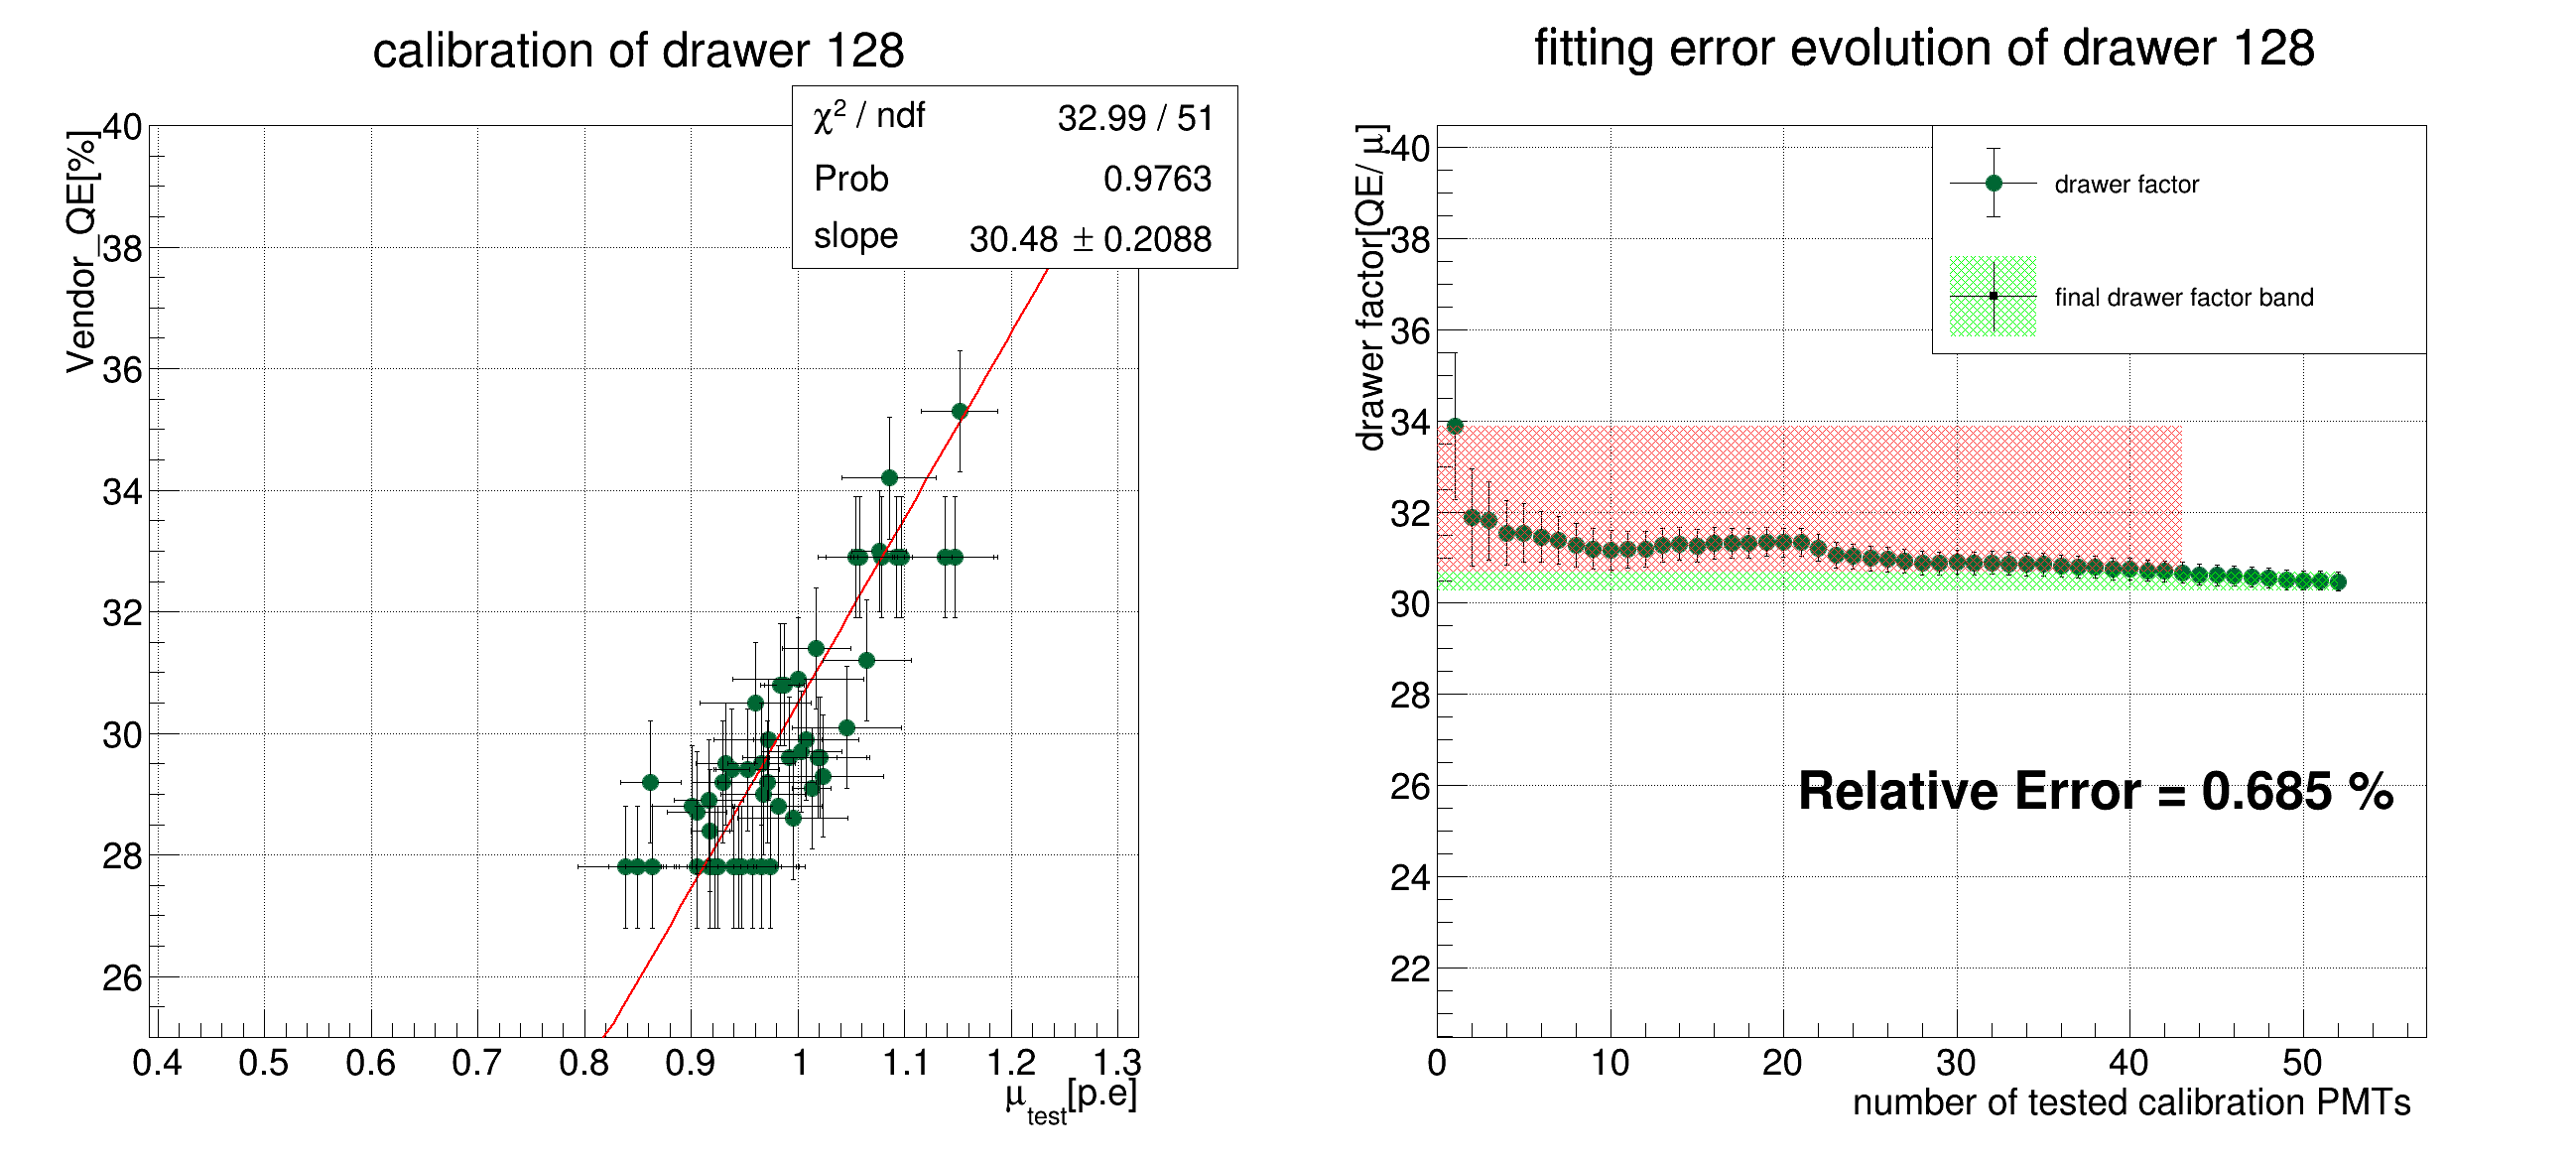 calibration of drawer 128
χ² / ndf 32.99 / 51
Prob 0.9763
slope 30.48 ± 0.2088
Vendor_QE[%]
40
38
36
34
32
30
28
26
0.4 0.5 0.6 0.7 0.8 0.9 1 1.1 1.2 1.3
μtest[p.e]
fitting error evolution of drawer 128
drawer factor[QE/ μ]
drawer factor
final drawer factor band
40
38
36
34
32
30
28
26
24
22
Relative Error = 0.685 %
0 10 20 30 40 50
number of tested calibration PMTs